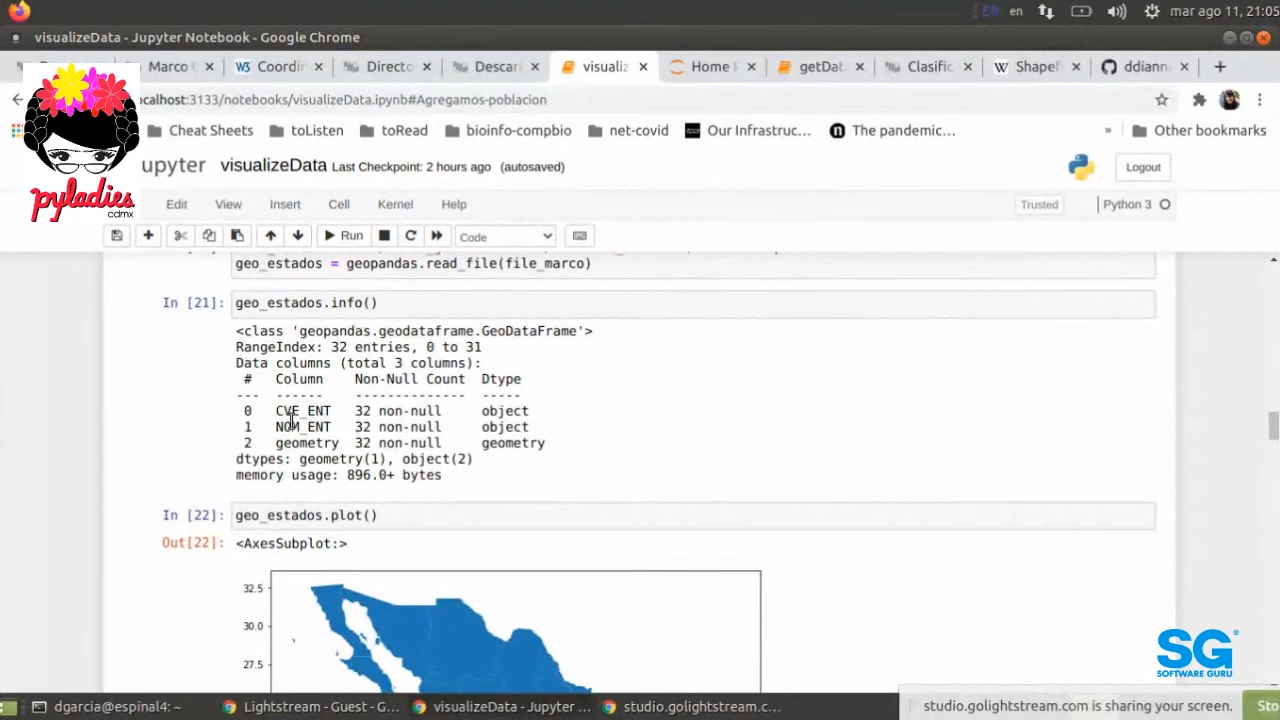 EN en mar ago 11, 21:05
visualizeData - Jupyter Notebook - Google Chrome
Marco × Coordin × Directo × Descar × visualiz × Home F × getDat × Clasific × Shapef × ddiann ×
localhost:3133/notebooks/visualizeData.ipynb#Agregamos-poblacion
Cheat Sheets toListen toRead bioinfo-compbio net-covid Our Infrastruc... The pandemic... » Other bookmarks
pyladies
cdmx
jupyter visualizeData Last Checkpoint: 2 hours ago (autosaved) Logout
Edit View Insert Cell Kernel Help Trusted Python 3
Run Code
geo_estados = geopandas.read_file(file_marco)
In [21]: geo_estados.info()
<class 'geopandas.geodataframe.GeoDataFrame'>
RangeIndex: 32 entries, 0 to 31
Data columns (total 3 columns):
# Column Non-Null Count Dtype
--- ------ -------------- -----
0 CVE_ENT 32 non-null object
1 NOM_ENT 32 non-null object
2 geometry 32 non-null geometry
dtypes: geometry(1), object(2)
memory usage: 896.0+ bytes
In [22]: geo_estados.plot()
Out[22]: <AxesSubplot:>
32.5
30.0
27.5
SG®
SOFTWARE GURU
dgarcia@espinal4: ~ Lightstream - Guest - G... visualizeData - Jupyter ... studio.golightstream.c... studio.golightstream.com is sharing your screen. Sto